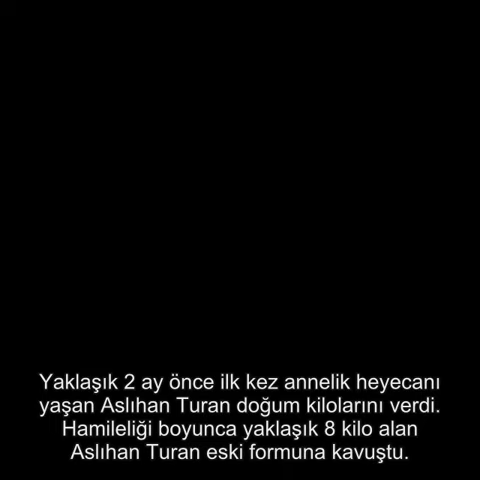 Yaklaşık 2 ay önce ilk kez annelik heyecanı
yaşan Aslıhan Turan doğum kilolarını verdi.
Hamileliği boyunca yaklaşık 8 kilo alan
Aslıhan Turan eski formuna kavuştu.